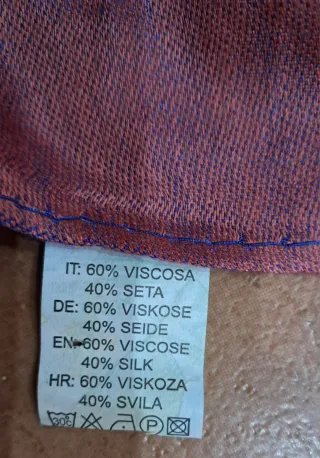 IT: 60% VISCOSA
40% SETA
DE: 60% VISKOSE
40% SEIDE
EN: 60% VISCOSE
40% SILK
HR: 60% VISKOZA
40% SVILA
30°C P